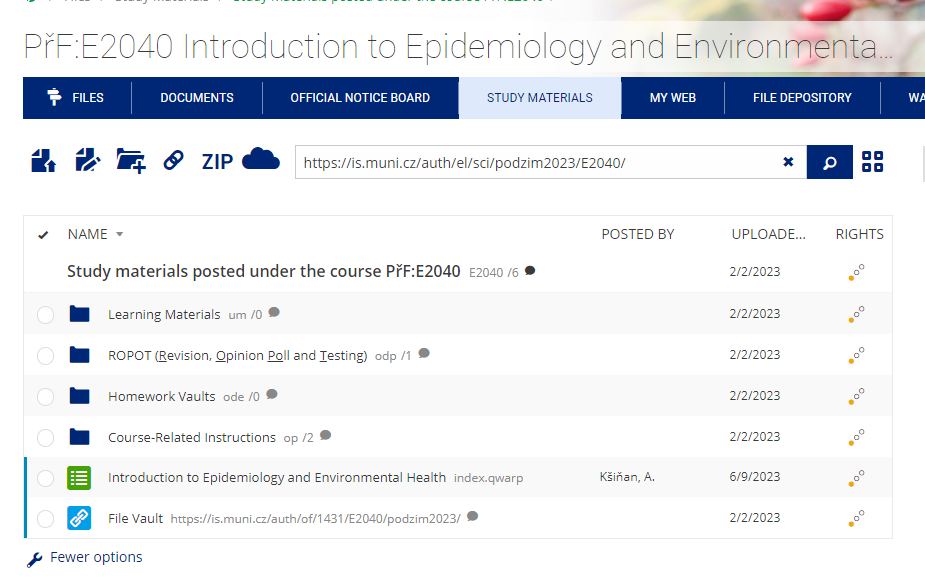 PřF:E2040 Introduction to Epidemiology and Environmenta...
FILES DOCUMENTS OFFICIAL NOTICE BOARD STUDY MATERIALS MY WEB FILE DEPOSITORY WA
ZIP https://is.muni.cz/auth/el/sci/podzim2023/E2040/
NAME POSTED BY UPLOADE... RIGHTS
Study materials posted under the course PřF:E2040 E2040 /6 2/2/2023
Learning Materials um /0 2/2/2023
ROPOT (Revision, Opinion Poll and Testing) odp /1 2/2/2023
Homework Vaults ode /0 2/2/2023
Course-Related Instructions op /2 2/2/2023
Introduction to Epidemiology and Environmental Health index.qwarp Kšiňan, A. 6/9/2023
File Vault https://is.muni.cz/auth/of/1431/E2040/podzim2023/ 2/2/2023
Fewer options